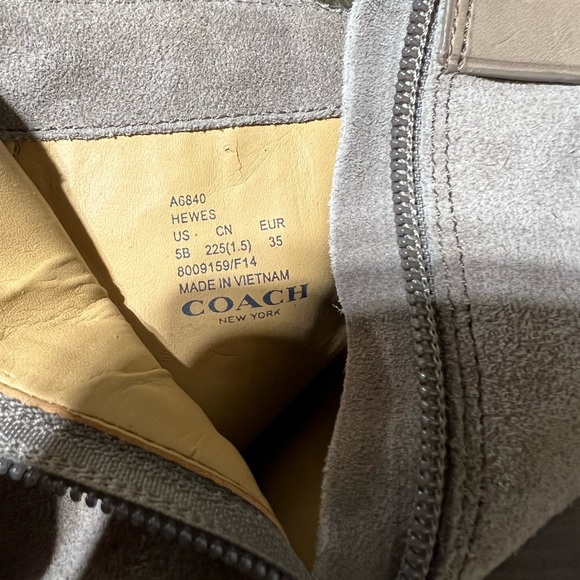 A6840
HEWES
US · CN EUR
5B 225(1.5) 35
8009159/F14
MADE IN VIETNAM
COACH
NEW YORK